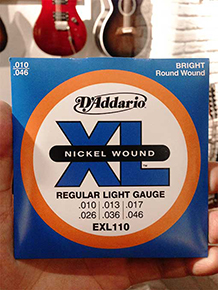 .010
.046
BRIGHT
Round Wound
D'Addario
XL
NICKEL WOUND
REGULAR LIGHT GAUGE
.010 .013 .017
.026 .036 .046
EXL110